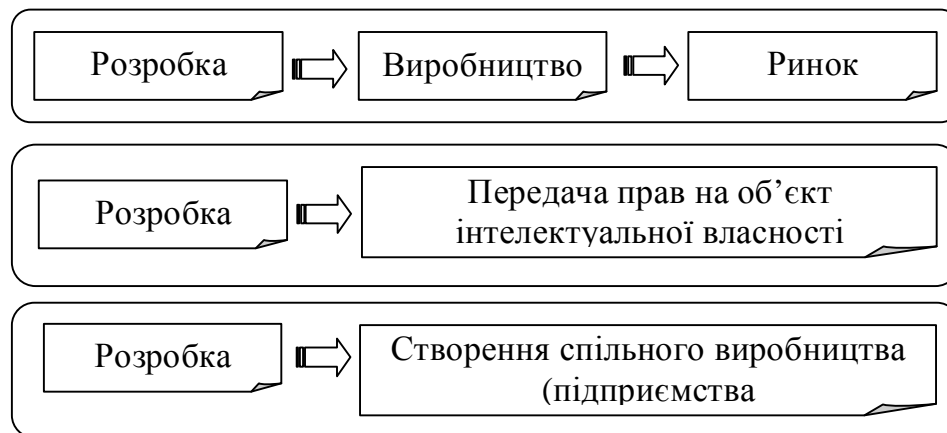 Розробка Виробництво Ринок
Розробка
Передача прав на об’єкт
інтелектуальної власності
Розробка
Створення спільного виробництва
(підприємства